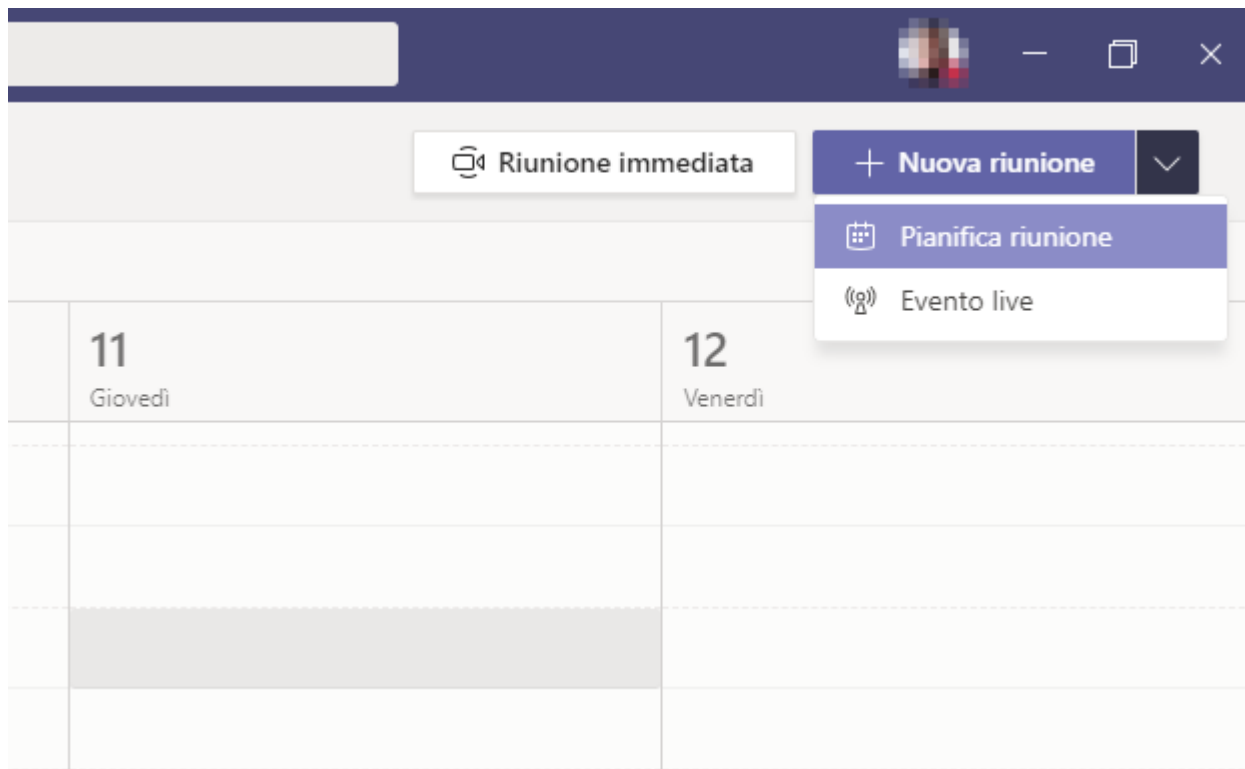 Riunione immediata
Nuova riunione
Pianifica riunione
Evento live
11
Giovedì
12
Venerdì